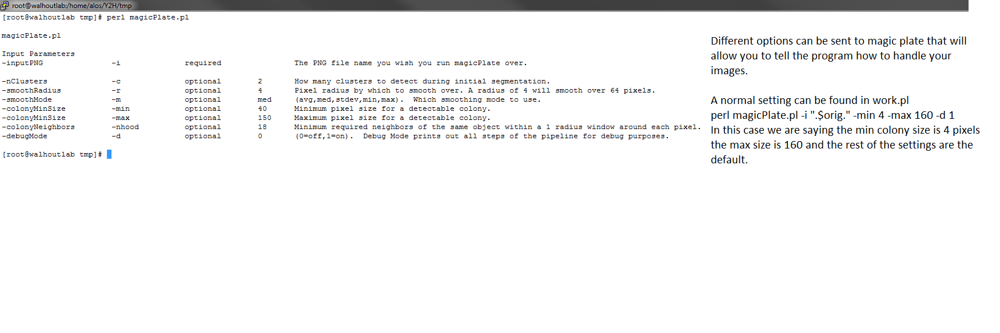 root@walhoutlab:/home/alos/Y2H/tmp
[root@walhoutlab tmp]# perl magicPlate.pl
magicPlate.pl
Input Parameters
-inputPNG -i required The PNG file name you wish you run magicPlate over.
-nClusters -c optional 2 How many clusters to detect during initial segmentation.
-smoothRadius -r optional 4 Pixel radius by which to smooth over. A radius of 4 will smooth over 64 pixels.
-smoothMode -m optional med (avg,med,stdev,min,max). Which smoothing mode to use.
-colonyMinSize -min optional 40 Minimum pixel size for a detectable colony.
-colonyMinSize -max optional 150 Maximum pixel size for a detectable colony.
-colonyNeighbors -nhood optional 18 Minimum required neighbors of the same object within a 1 radius window around each pixel.
-debugMode -d optional 0 (0=off,1=on). Debug Mode prints out all steps of the pipeline for debug purposes.
[root@walhoutlab tmp]#
Different options can be sent to magic plate that will
allow you to tell the program how to handle your
images.
A normal setting can be found in work.pl
perl magicPlate.pl -i ".$orig." -min 4 -max 160 -d 1
In this case we are saying the min colony size is 4 pixels
the max size is 160 and the rest of the settings are the
default.